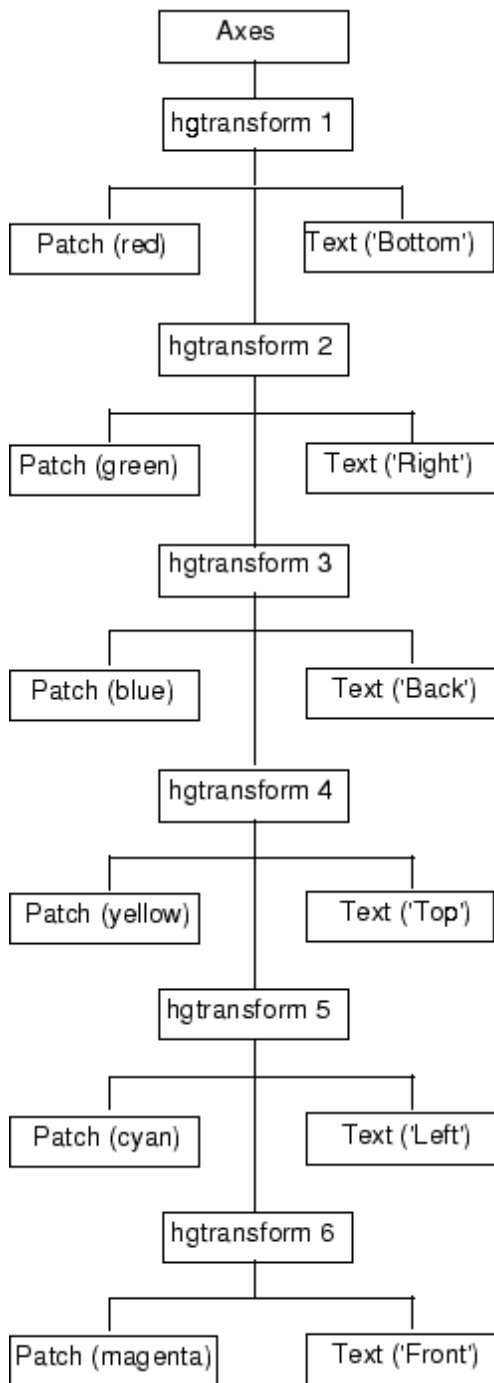 Axes
hgtransform 1
Patch (red)
Text ('Bottom')
hgtransform 2
Patch (green)
Text ('Right')
hgtransform 3
Patch (blue)
Text ('Back')
hgtransform 4
Patch (yellow)
Text ('Top')
hgtransform 5
Patch (cyan)
Text ('Left')
hgtransform 6
Patch (magenta)
Text ('Front')